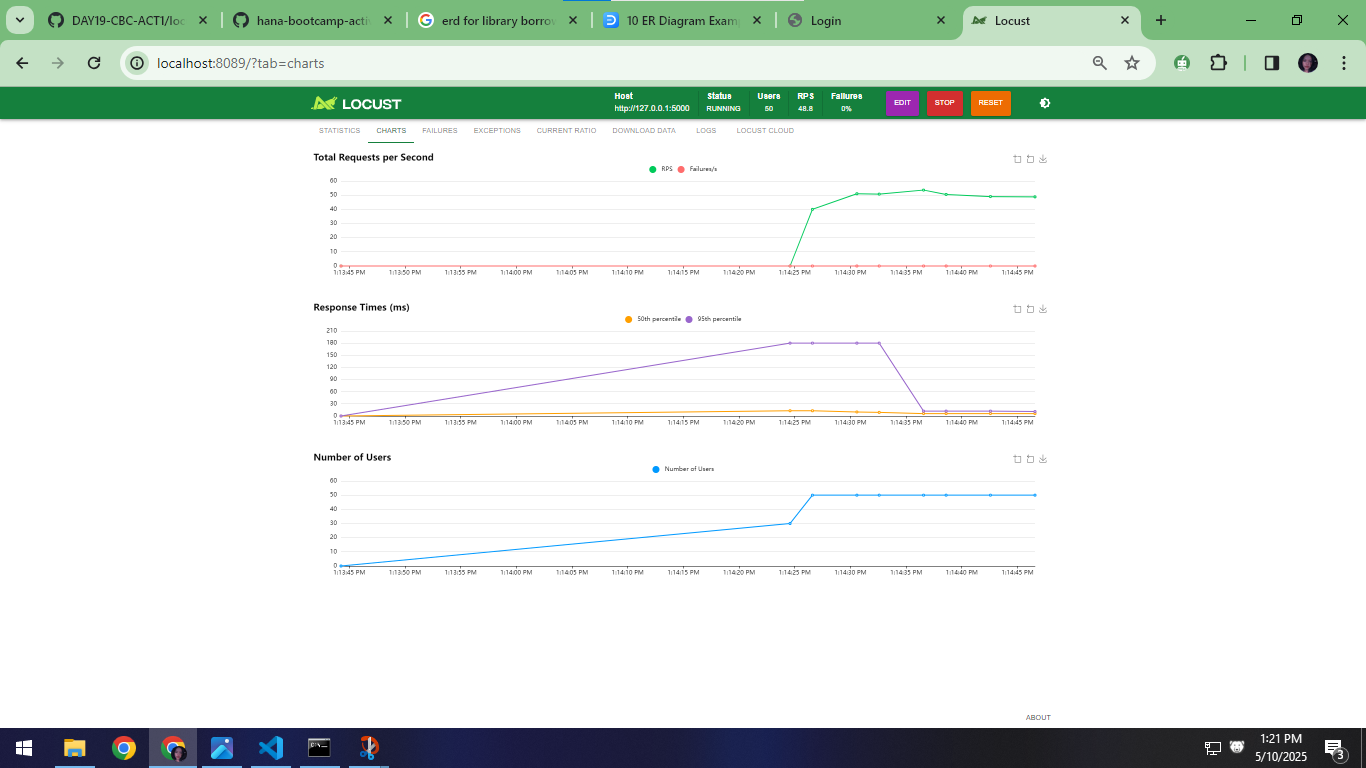 DAY19-CBC-ACT1/loc
hana-bootcamp-activ
erd for library borrow
10 ER Diagram Examp
Login
Locust
localhost:8089/?tab=charts
LOCUST
Host
http://127.0.0.1:5000
Status
RUNNING
Users
50
RPS
48.8
Failures
0%
EDIT
STOP
RESET
STATISTICS
CHARTS
FAILURES
EXCEPTIONS
CURRENT RATIO
DOWNLOAD DATA
LOGS
LOCUST CLOUD
Total Requests per Second
RPS Failures/s
60
50
40
30
20
10
0
1:13:45 PM 1:13:50 PM 1:13:55 PM 1:14:00 PM 1:14:05 PM 1:14:10 PM 1:14:15 PM 1:14:20 PM 1:14:25 PM 1:14:30 PM 1:14:35 PM 1:14:40 PM 1:14:45 PM
Response Times (ms)
50th percentile 95th percentile
210
180
150
120
90
60
30
0
1:13:45 PM 1:13:50 PM 1:13:55 PM 1:14:00 PM 1:14:05 PM 1:14:10 PM 1:14:15 PM 1:14:20 PM 1:14:25 PM 1:14:30 PM 1:14:35 PM 1:14:40 PM 1:14:45 PM
Number of Users
Number of Users
60
50
40
30
20
10
0
1:13:45 PM 1:13:50 PM 1:13:55 PM 1:14:00 PM 1:14:05 PM 1:14:10 PM 1:14:15 PM 1:14:20 PM 1:14:25 PM 1:14:30 PM 1:14:35 PM 1:14:40 PM 1:14:45 PM
ABOUT
1:21 PM
5/10/2025
3